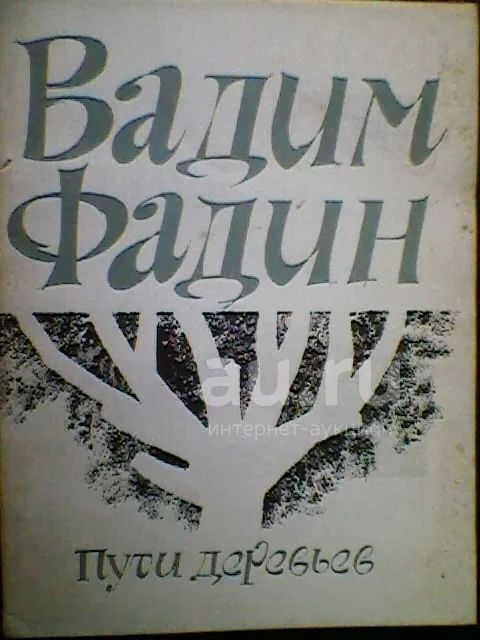 Вадим
Фадин
au.ru
интернет-аукцион
Пути деревьев